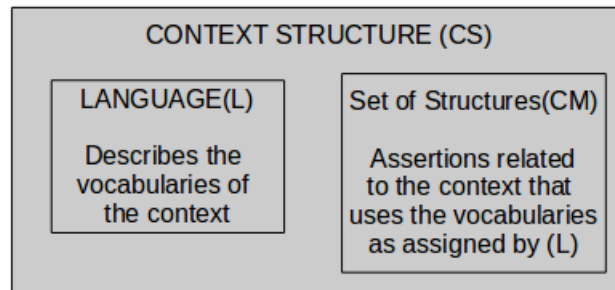 CONTEXT STRUCTURE (CS)
LANGUAGE(L)
Describes the
vocabularies of
the context
Set of Structures(CM)
Assertions related
to the context that
uses the vocabularies
as assigned by (L)